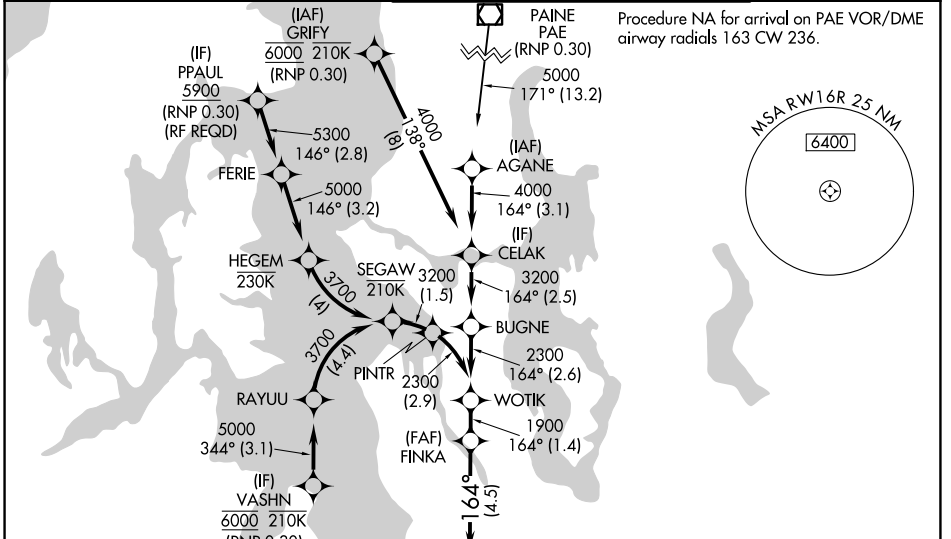 (IAF)
GRIFY
6000 210K
(RNP 0.30)
PAINE
PAE
(RNP 0.30)
5000
171° (13.2)
Procedure NA for arrival on PAE VOR/DME
airway radials 163 CW 236.
(IF)
PPAUL
5900
(RNP 0.30)
(RF REQD)
5300
146° (2.8)
FERIE
5000
146° (3.2)
4000
138°
(8)
(IAF)
AGANE
4000
164° (3.1)
MSA RW16R 25 NM
6400
(IF)
CELAK
HEGEM
230K
3700
(4)
SEGAW
210K
3200
(1.5)
3200
164° (2.5)
BUGNE
3700
(4.4)
PINTR
2300
(2.9)
2300
164° (2.6)
RAYUU
WOTIK
5000
344° (3.1)
(FAF)
FINKA
1900
164° (1.4)
(IF)
VASHN
6000 210K
(RNP 0.30)
164°
(4.5)